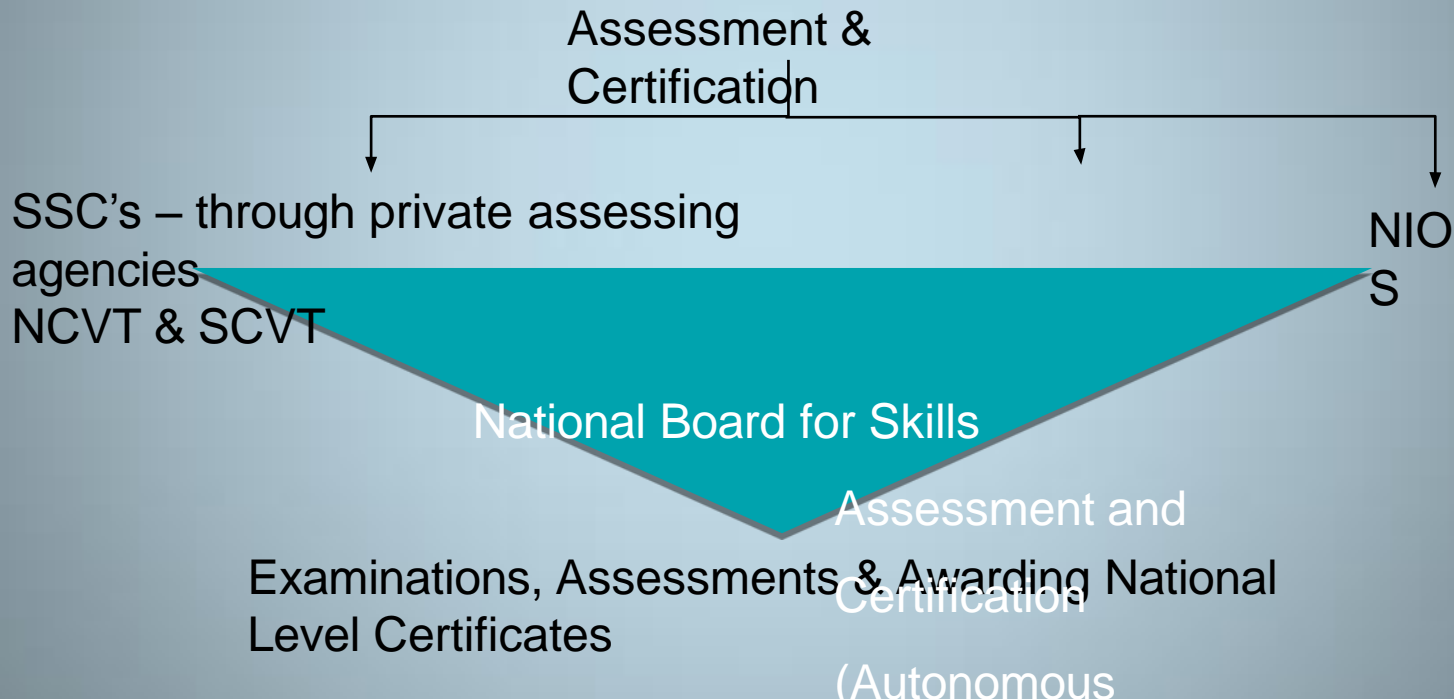 Assessment &
Certification
SSC’s – through private assessing
agencies
NCVT & SCVT
NIO
S
National Board for Skills
Assessment and
Certification
(Autonomous
Examinations, Assessments & Awarding National
Level Certificates